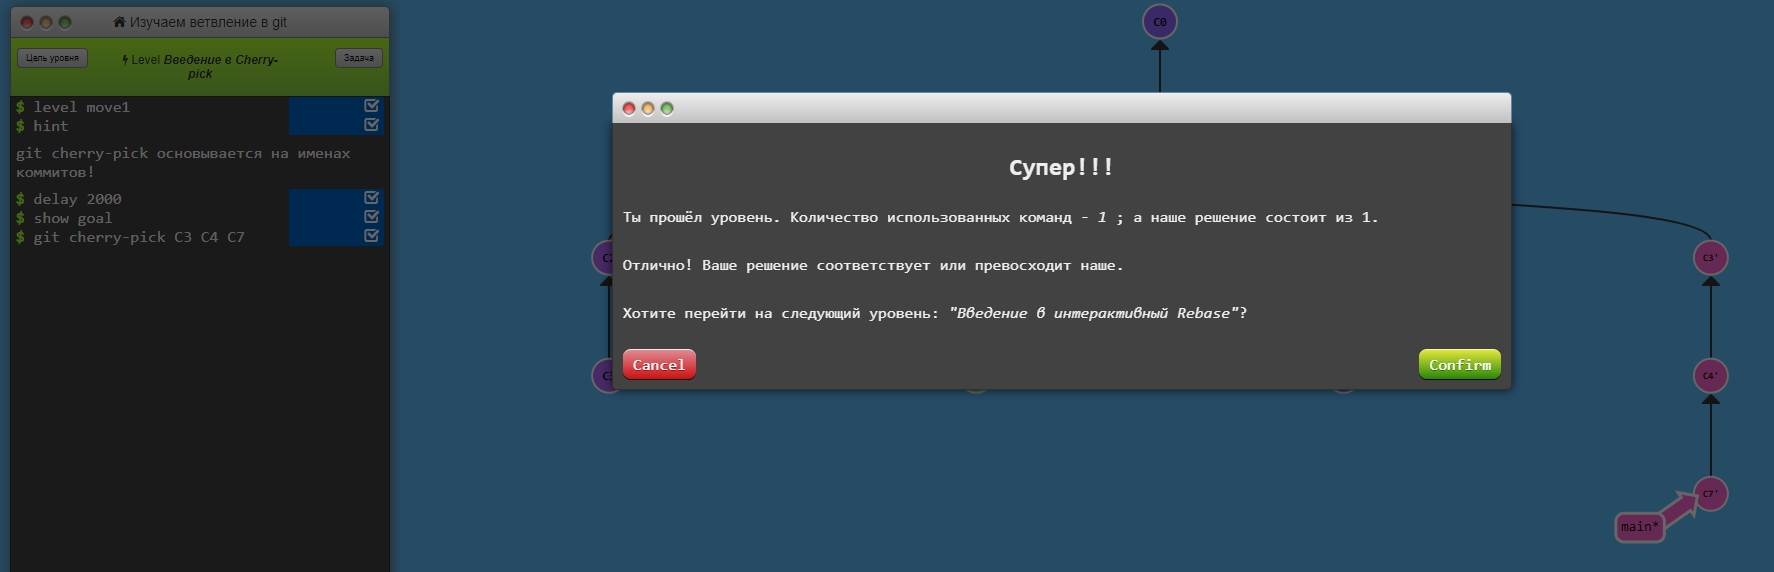 Изучаем ветвление в git
Цель уровня
Level Введение в Cherry-
pick
Задача
$ level move1
$ hint
git cherry-pick основывается на именах
коммитов!
$ delay 2000
$ show goal
$ git cherry-pick C3 C4 C7
C0
Супер!!!
Ты прошёл уровень. Количество использованных команд - 1 ; а наше решение состоит из 1.
Отлично! Ваше решение соответствует или превосходит наше.
Хотите перейти на следующий уровень: "Введение в интерактивный Rebase"?
Cancel
Confirm
C3'
C4'
C7'
main*